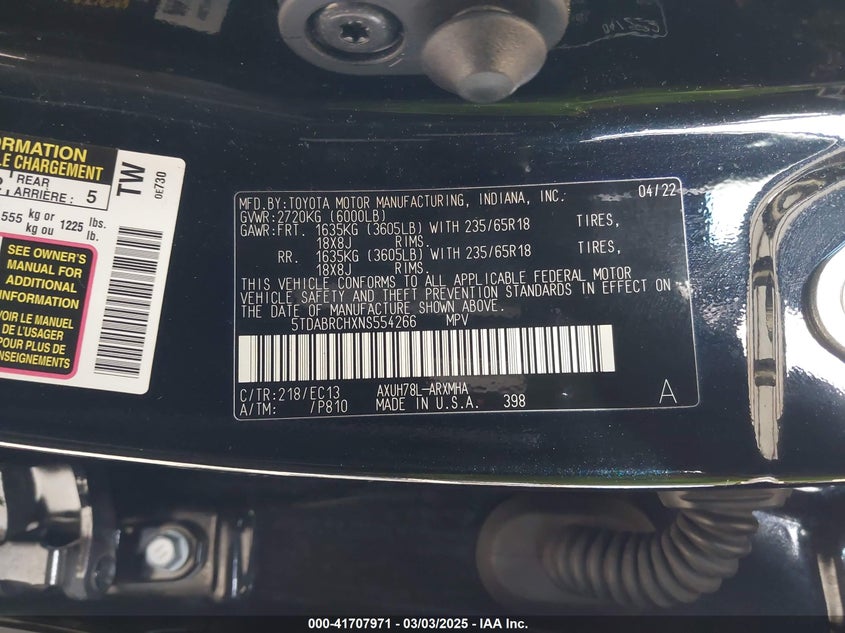 ORMATION
LE CHARGEMENT
REAR
ARRIÈRE: 5
TW
0E730
555 kg or 1225 lbs.
kg ou lb.
SEE OWNER'S
MANUAL FOR
ADDITIONAL
INFORMATION
VOIR LE MANUEL
DE L'USAGER
POUR PLUS DE
RENSEIGNEMENTS
MFD.BY:TOYOTA MOTOR MANUFACTURING, INDIANA, INC. 04/22
GVWR:2720KG (6000LB)
GAWR:FRT. 1635KG (3605LB) WITH 235/65R18 TIRES,
18X8J RIMS.
RR. 1635KG (3605LB) WITH 235/65R18 TIRES,
18X8J RIMS.
THIS VEHICLE CONFORMS TO ALL APPLICABLE FEDERAL MOTOR
VEHICLE SAFETY AND THEFT PREVENTION STANDARDS IN EFFECT ON
THE DATE OF MANUFACTURE SHOWN ABOVE.
5TDABRCHXNS554266 MPV
C/TR:218/EC13 AXUH78L-ARXMHA
A/TM: /P810 MADE IN U.S.A. 398 A
000-41707971 - 03/03/2025 - IAA Inc.